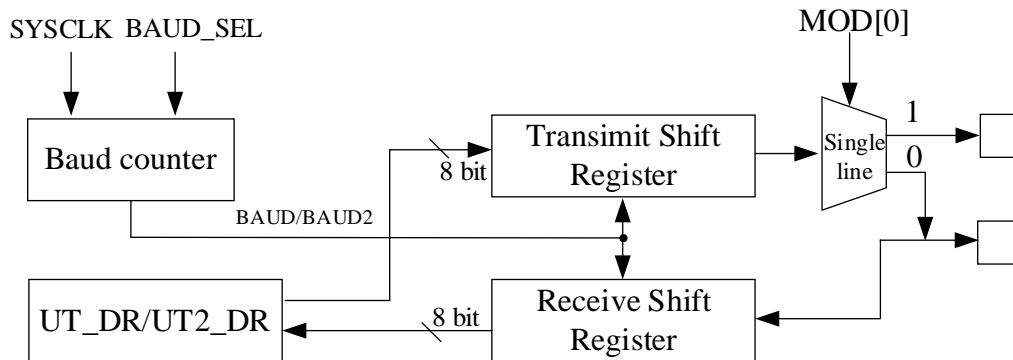 SYSCLK BAUD_SEL
MOD[0]
Baud counter
8 bit
Transimit Shift
Register
Single
line
1
0
BAUD/BAUD2
UT_DR/UT2_DR
8 bit
Receive Shift
Register